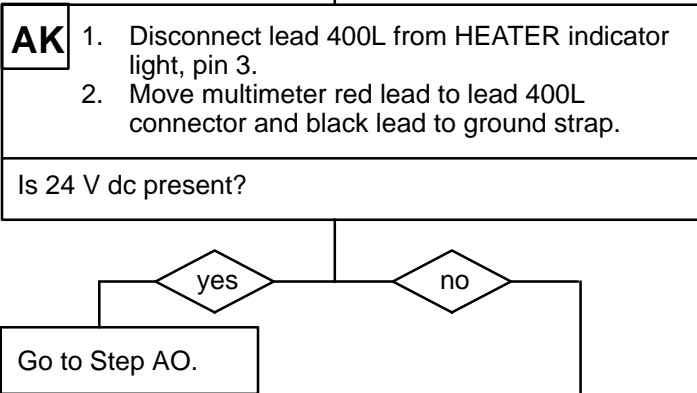 AK
1. Disconnect lead 400L from HEATER indicator
light, pin 3.
2. Move multimeter red lead to lead 400L
connector and black lead to ground strap.
Is 24 V dc present?
yes
no
Go to Step AO.